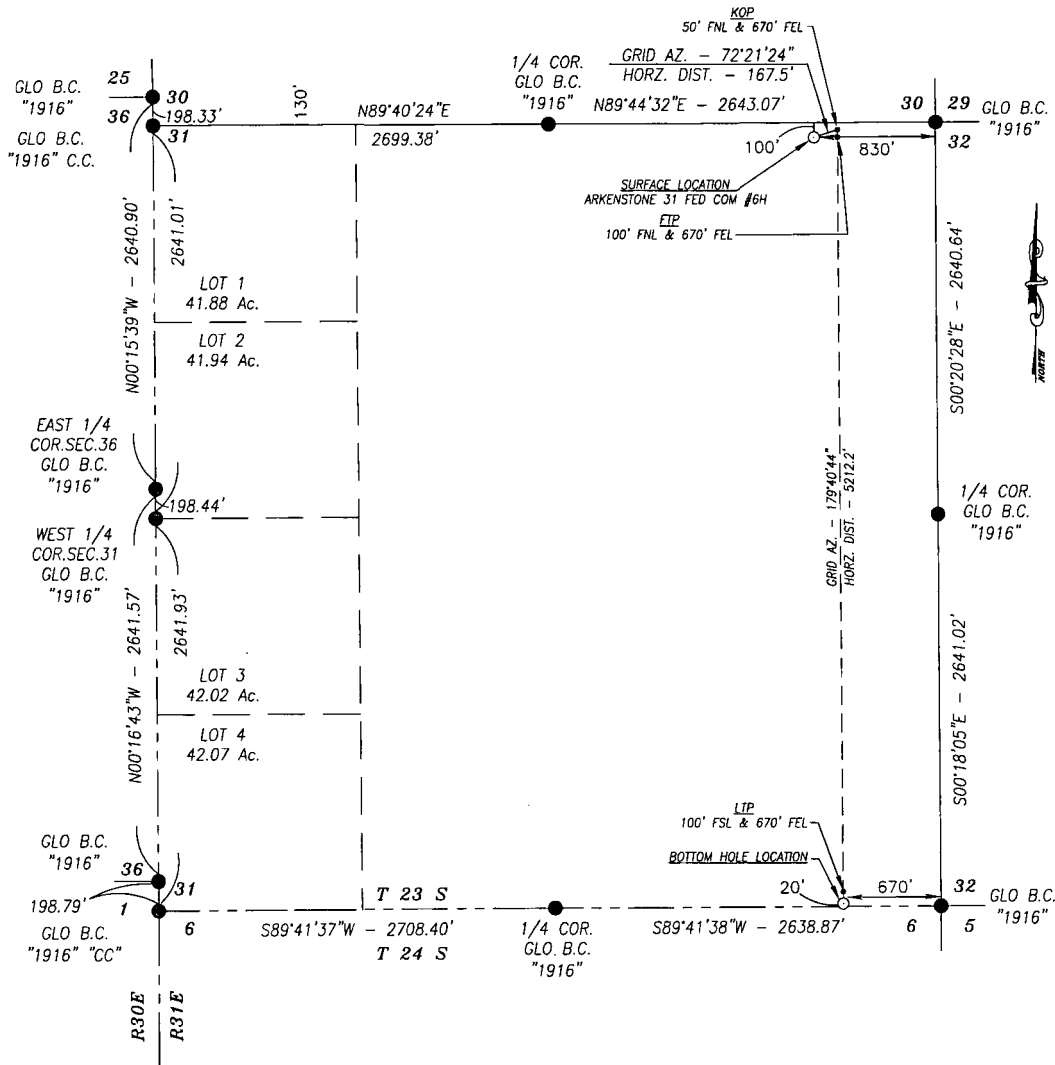 KOP
50' FNL & 670' FEL
GRID AZ. - 72°21'24"
HORZ. DIST. - 167.5'
1/4 COR.
GLO B.C.
"1916"
N89°44'32"E - 2643.07'
25
GLO B.C.
"1916"
30
36
198.33'
31
GLO B.C.
"1916" C.C.
130'
N89°40'24"E
2699.38'
30
29
GLO B.C.
"1916"
32
100'
830'
SURFACE LOCATION
ARKENSTONE 31 FED COM #6H
FTP
100' FNL & 670' FEL
N00°15'39"W - 2640.90'
2641.01'
S00°20'28"E - 2640.64'
NORTH
LOT 1
41.88 Ac.
LOT 2
41.94 Ac.
EAST 1/4
COR.SEC.36
GLO B.C.
"1916"
198.44'
WEST 1/4
COR.SEC.31
GLO B.C.
"1916"
GRID AZ. - 179°40'44"
HORZ. DIST. - 5212.2'
1/4 COR.
GLO B.C.
"1916"
N00°16'43"W - 2641.57'
2641.93'
S00°18'05"E - 2641.02'
LOT 3
42.02 Ac.
LOT 4
42.07 Ac.
LTP
100' FSL & 670' FEL
BOTTOM HOLE LOCATION
20'
670'
GLO B.C.
"1916"
36
31
198.79'
1
6
GLO B.C.
"1916" "CC"
T 23 S
S89°41'37"W - 2708.40'
T 24 S
1/4 COR.
GLO. B.C.
"1916"
S89°41'38"W - 2638.87'
32
6
5
GLO B.C.
"1916"
R30E
R31E